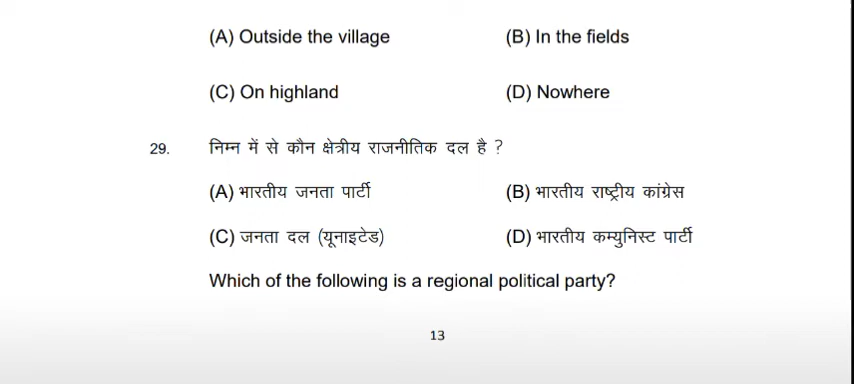 (A) Outside the village (B) In the fields
(C) On highland (D) Nowhere
29. निम्न में से कौन क्षेत्रीय राजनीतिक दल है ?
(A) भारतीय जनता पार्टी (B) भारतीय राष्ट्रीय कांग्रेस
(C) जनता दल (यूनाइटेड) (D) भारतीय कम्युनिस्ट पार्टी
Which of the following is a regional political party?
13